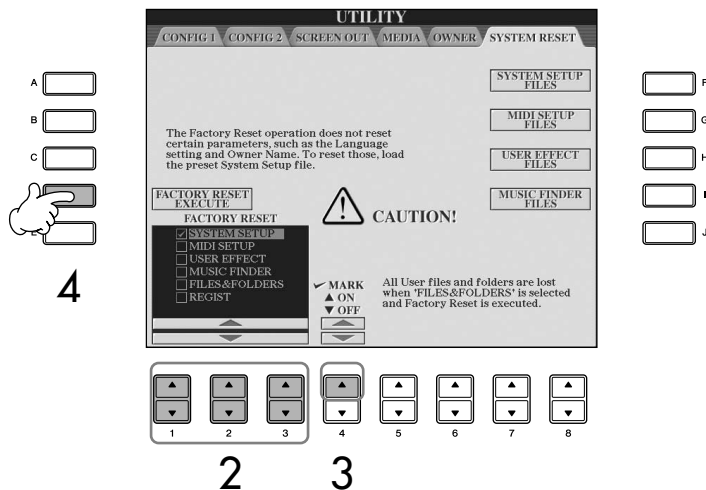 UTILITY
CONFIG 1 CONFIG 2 SCREEN OUT MEDIA OWNER SYSTEM RESET
SYSTEM SETUP
FILES
MIDI SETUP
FILES
USER EFFECT
FILES
MUSIC FINDER
FILES
The Factory Reset operation does not reset
certain parameters, such as the Language
setting and Owner Name. To reset those, load
the preset System Setup file.
FACTORY RESET
EXECUTE
CAUTION!
FACTORY RESET
SYSTEM SETUP
MIDI SETUP
USER EFFECT
MUSIC FINDER
FILES&FOLDERS
REGIST
MARK
▲ ON
▼ OFF
All User files and folders are lost
when 'FILES&FOLDERS' is selected
and Factory Reset is executed.
A
B
C
E
4
F
G
H
I
J
1 2 3 4 5 6 7 8
2 3